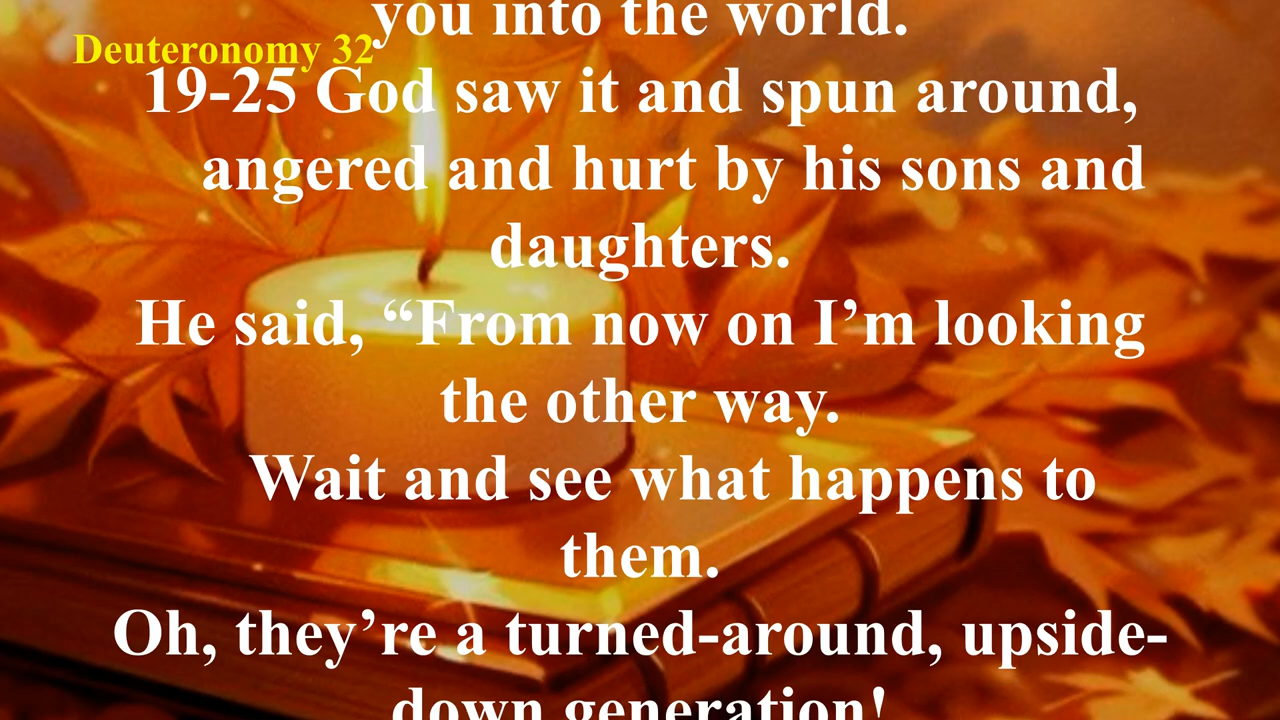 you into the world.
Deuteronomy 32
19-25 God saw it and spun around,
angered and hurt by his sons and
daughters.
He said, “From now on I’m looking
the other way.
Wait and see what happens to
them.
Oh, they’re a turned-around, upside-
down generation!